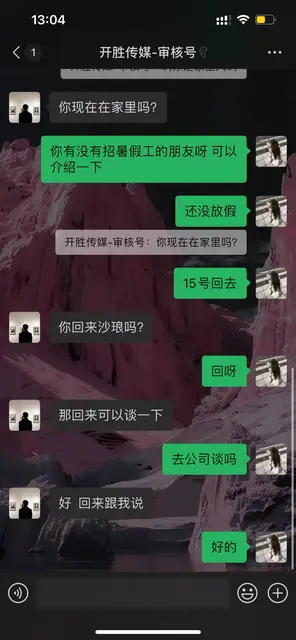 13:04
1
开胜传媒-审核号
你现在在家里吗?
你有没有招暑假工的朋友呀 可以
介绍一下
还没放假
开胜传媒-审核号：你现在在家里吗?
15号回去
你回来沙琅吗?
回呀
那回来可以谈一下
去公司谈吗
好 回来跟我说
好的